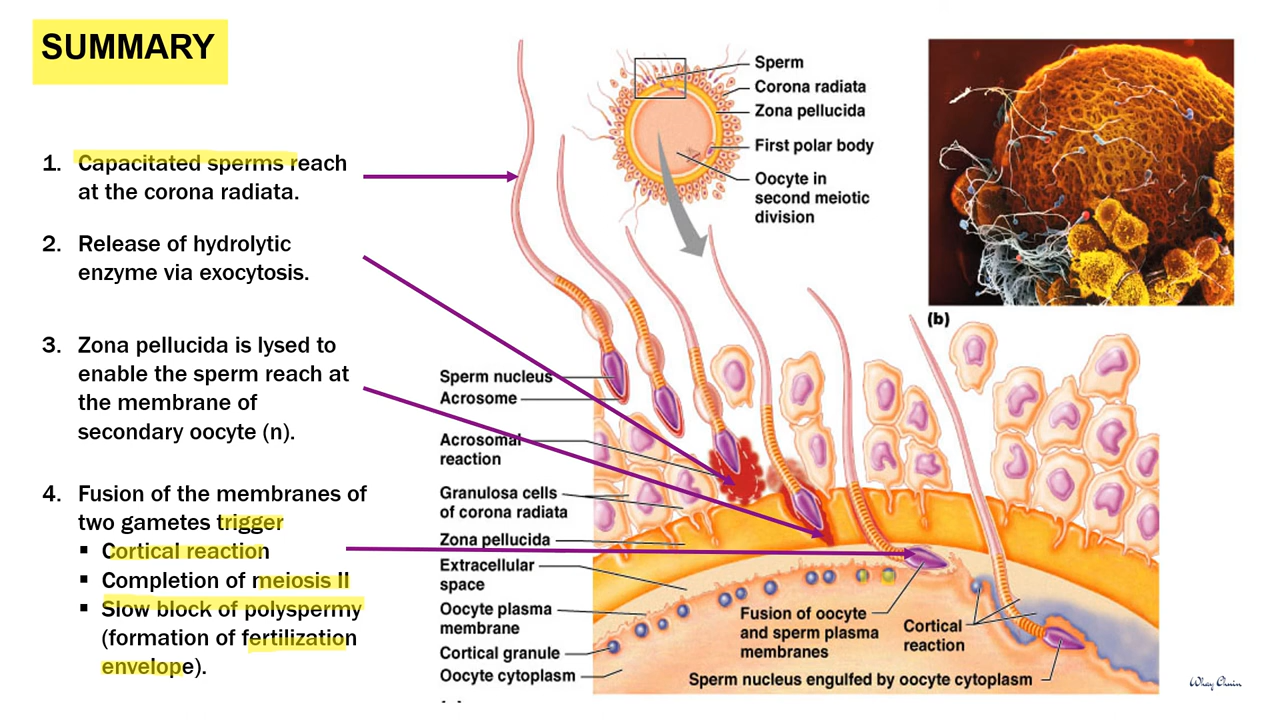 SUMMARY
1. Capacitated sperms reach
at the corona radiata.
2. Release of hydrolytic
enzyme via exocytosis.
3. Zona pellucida is lysed to
enable the sperm reach at
the membrane of
secondary oocyte (n).
4. Fusion of the membranes of
two gametes trigger
▪ Cortical reaction
▪ Completion of meiosis II
▪ Slow block of polyspermy
(formation of fertilization
envelope).
Sperm
Corona radiata
Zona pellucida
First polar body
Oocyte in
second meiotic
division
(b)
Sperm nucleus
Acrosome
Acrosomal
reaction
Granulosa cells
of corona radiata
Zona pellucida
Extracellular
space
Oocyte plasma
membrane
Cortical granule
Oocyte cytoplasm
Fusion of oocyte
and sperm plasma
membranes
Cortical
reaction
Sperm nucleus engulfed by oocyte cytoplasm